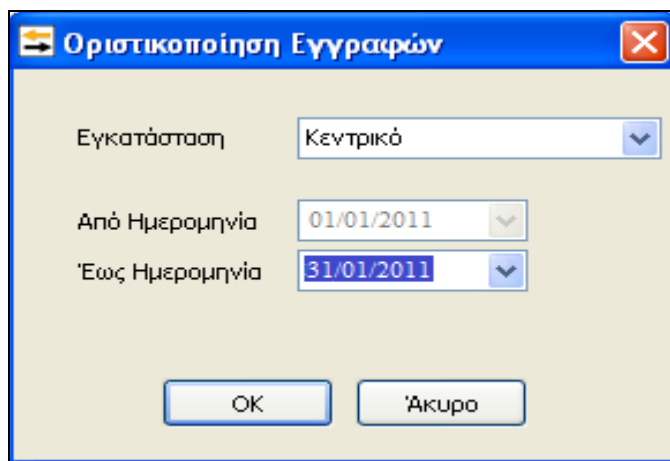 Οριστικοποίηση Εγγραφών
Εγκατάσταση Κεντρικό
Από Ημερομηνία 01/01/2011
Έως Ημερομηνία 31/01/2011
OK Άκυρο